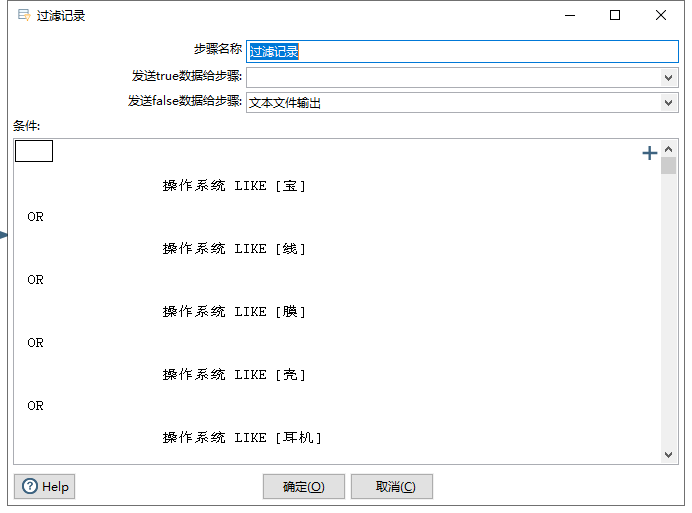 过滤记录
步骤名称 过滤记录
发送true数据给步骤:
发送false数据给步骤: 文本文件输出
条件:
操作系统 LIKE [宝]
OR
操作系统 LIKE [线]
OR
操作系统 LIKE [膜]
OR
操作系统 LIKE [壳]
OR
操作系统 LIKE [耳机]
Help 确定(O) 取消(C)